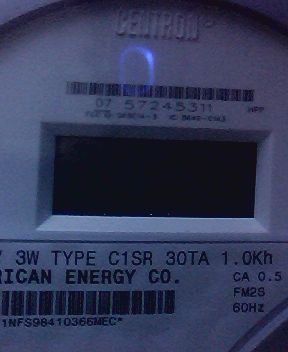 CENTRON
07 57245311
V 3W TYPE C1SR 30TA 1.0Kh
RICAN ENERGY CO. CA 0.5
FM2S
1NFS98410366MEC* 60Hz